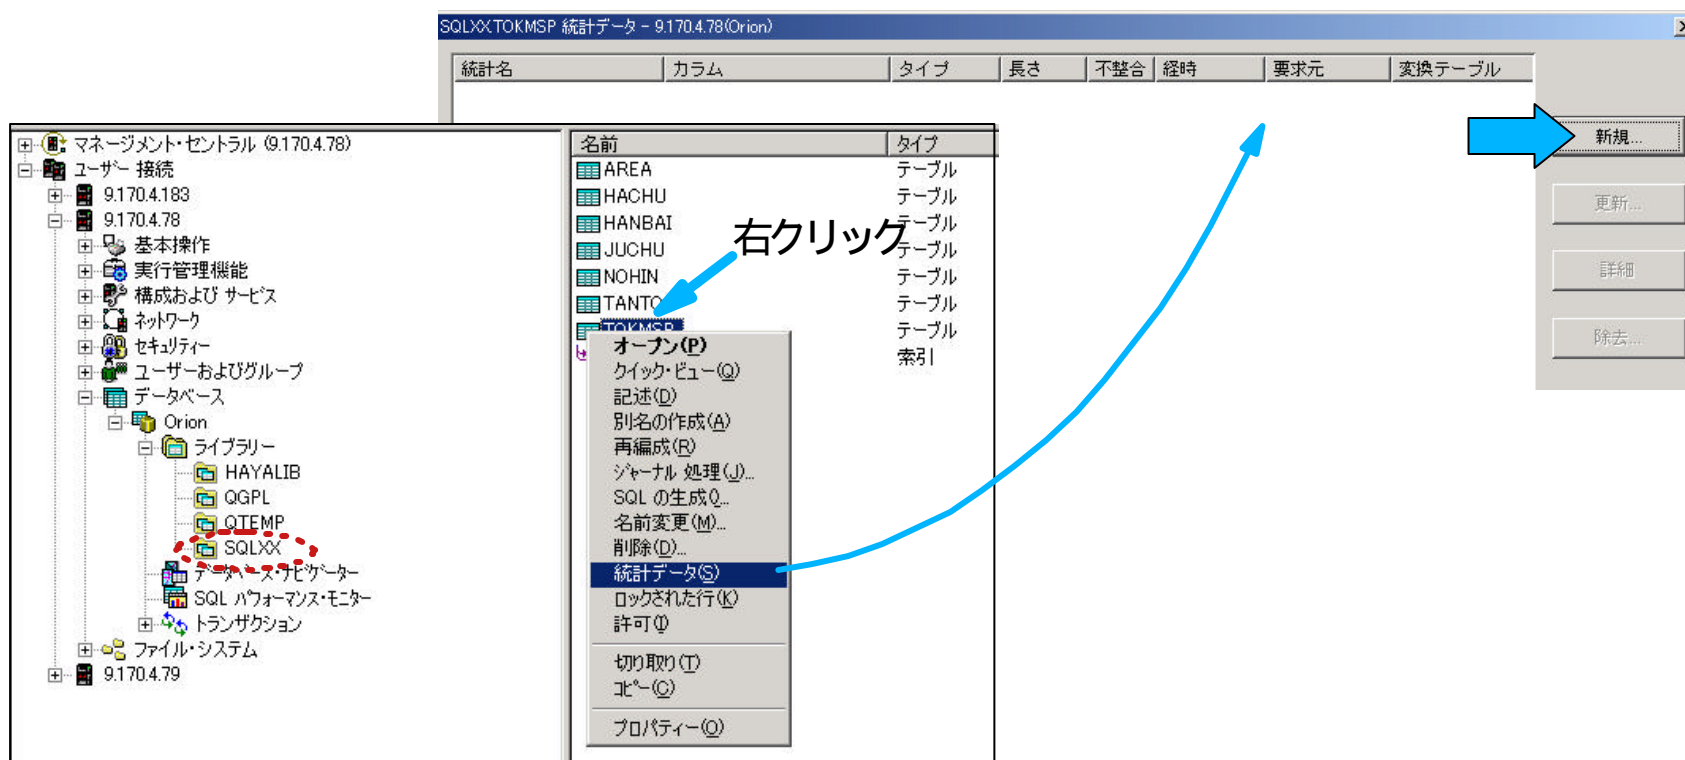 SQLXX.TOKMSP 統計データ - 9.170.4.78(Orion)
統計名 カラム タイプ 長さ 不整合 経時 要求元 変換テーブル
新規...
更新...
詳細
除去...
マネージメント・セントラル (9.170.4.78)
ユーザー 接続
9.170.4.183
9.170.4.78
基本操作
実行管理機能
構成および サービス
ネットワーク
セキュリティー
ユーザーおよびグループ
データベース
Orion
ライブラリー
HAYALIB
QGPL
QTEMP
SQLXX
データベース・ナビゲーター
SQL パフォーマンス・モニター
トランザクション
ファイル・システム
9.170.4.79
名前 タイプ
AREA テーブル
HACHU テーブル
HANBAI テーブル
JUCHU テーブル
NOHIN テーブル
TANTO テーブル
TOKMSP テーブル
索引
右クリック
オープン(P)
クイック・ビュー(Q)
記述(D)
別名の作成(A)
再編成(R)
ジャーナル 処理(J)...
SQL の生成Q...
名前変更(M)...
削除(D)...
統計データ(S)
ロックされた行(K)
許可(I)
切り取り(T)
コピー(C)
プロパティー(O)